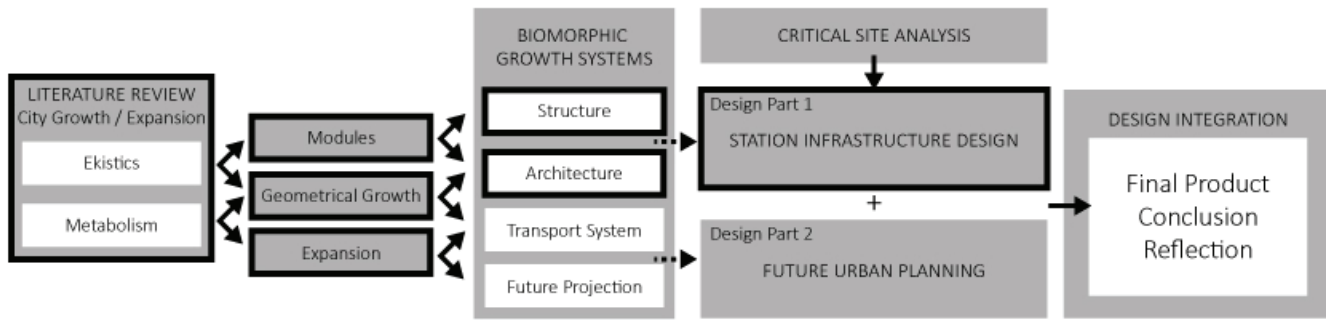 LITERATURE REVIEW
City Growth / Expansion
Ekistics
Metabolism
Modules
Geometrical Growth
Expansion
BIOMORPHIC
GROWTH SYSTEMS
Structure
Architecture
Transport System
Future Projection
CRITICAL SITE ANALYSIS
Design Part 1
STATION INFRASTRUCTURE DESIGN
+
Design Part 2
FUTURE URBAN PLANNING
DESIGN INTEGRATION
Final Product
Conclusion
Reflection